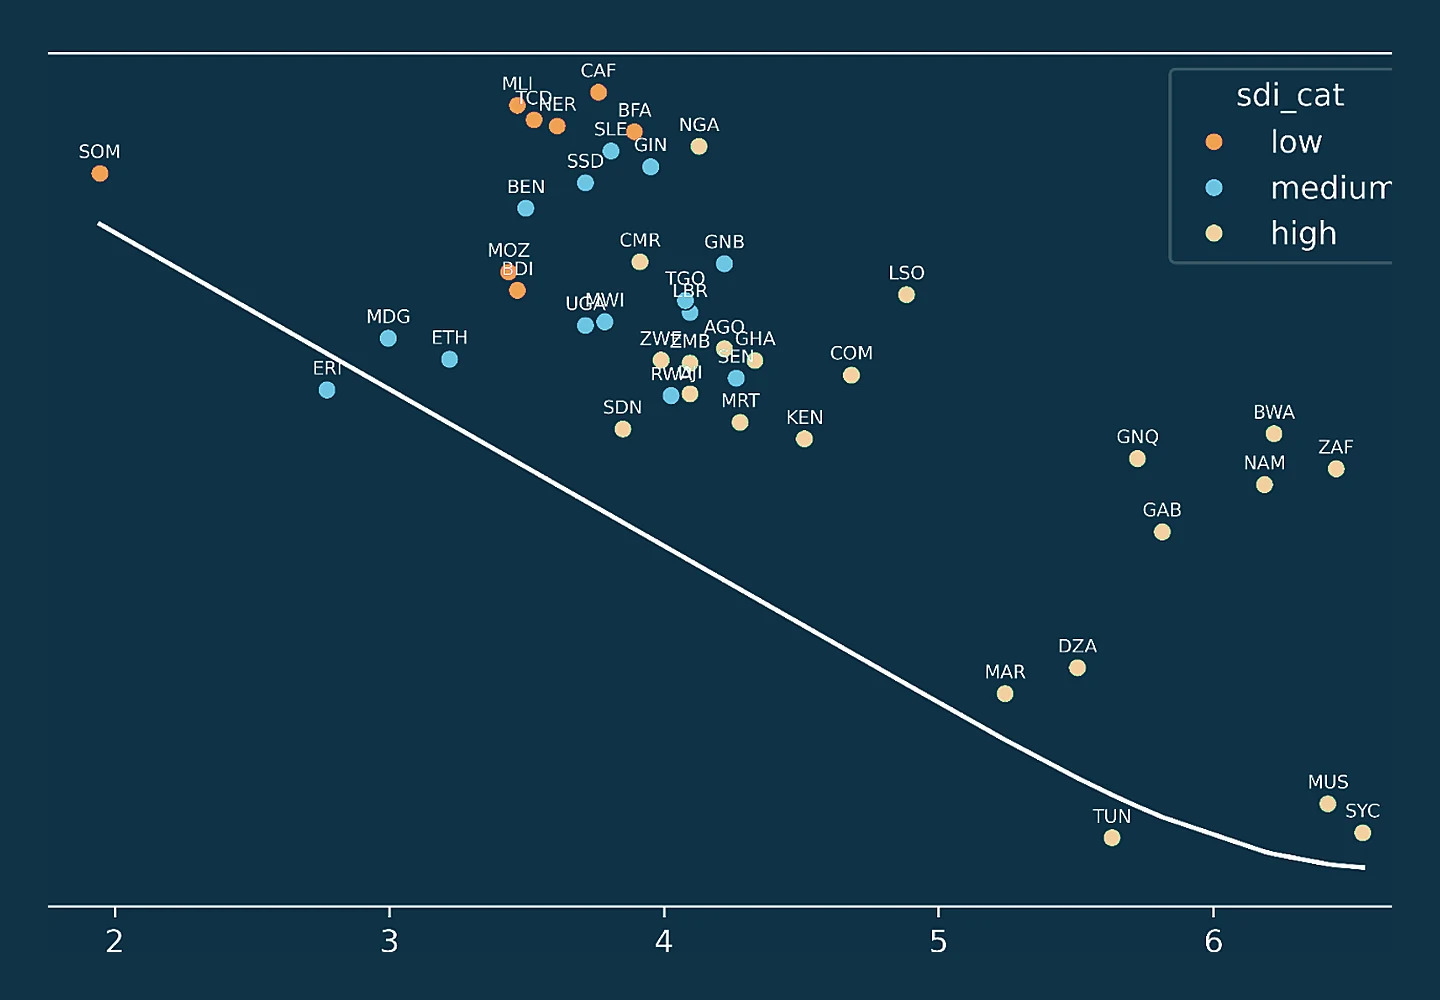 CAF
MLI
TCD
NER
BFA
NGA
SLE
GIN
SOM
SSD
BEN
CMR
GNB
MOZ
BDI
LSO
TGO
LBR
UGA
MWI
MDG
AGO
ETH
ZWE
ZMB
GHA
SEN
COM
ERI
RWA
DJI
MRT
SDN
KEN
BWA
GNQ
ZAF
NAM
GAB
DZA
MAR
MUS
SYC
TUN
sdi_cat
low
medium
high
2 3 4 5 6